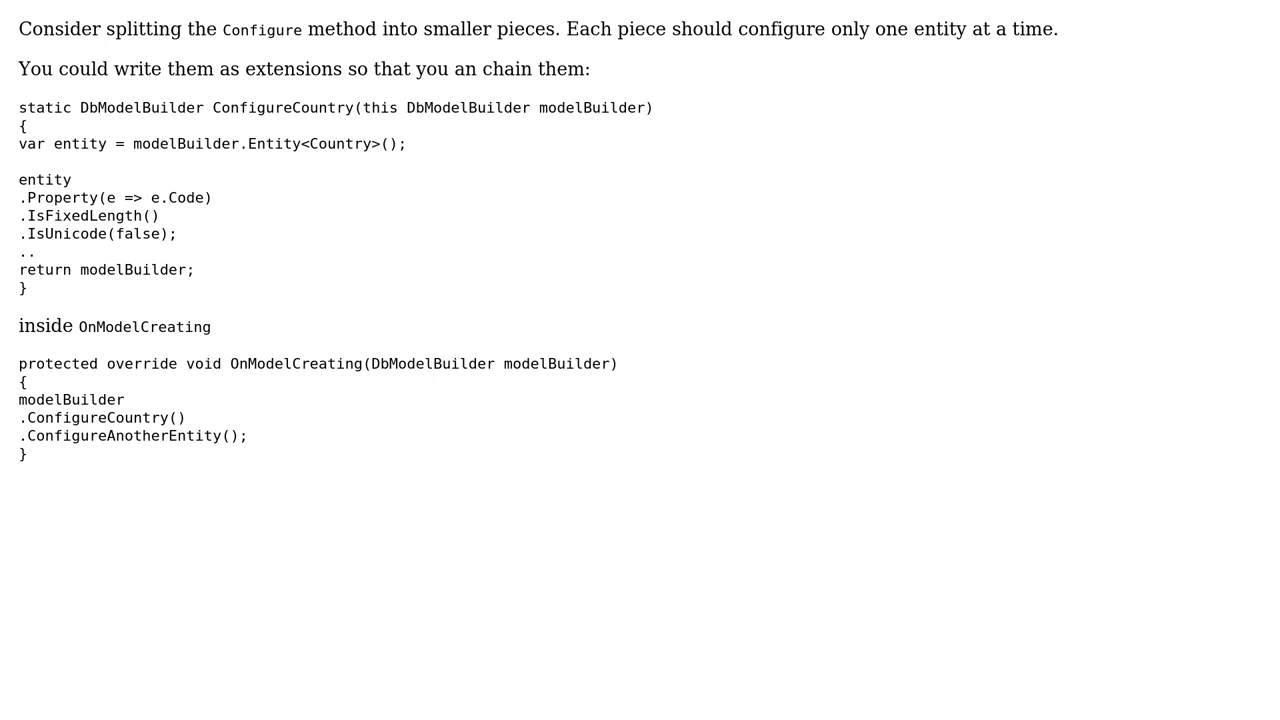 Consider splitting the Configure method into smaller pieces. Each piece should configure only one entity at a time.
You could write them as extensions so that you an chain them:
static DbModelBuilder ConfigureCountry(this DbModelBuilder modelBuilder)
{
var entity = modelBuilder.Entity<Country>();
entity
.Property(e => e.Code)
.IsFixedLength()
.IsUnicode(false);
..
return modelBuilder;
}
inside OnModelCreating
protected override void OnModelCreating(DbModelBuilder modelBuilder)
{
modelBuilder
.ConfigureCountry()
.ConfigureAnotherEntity();
}